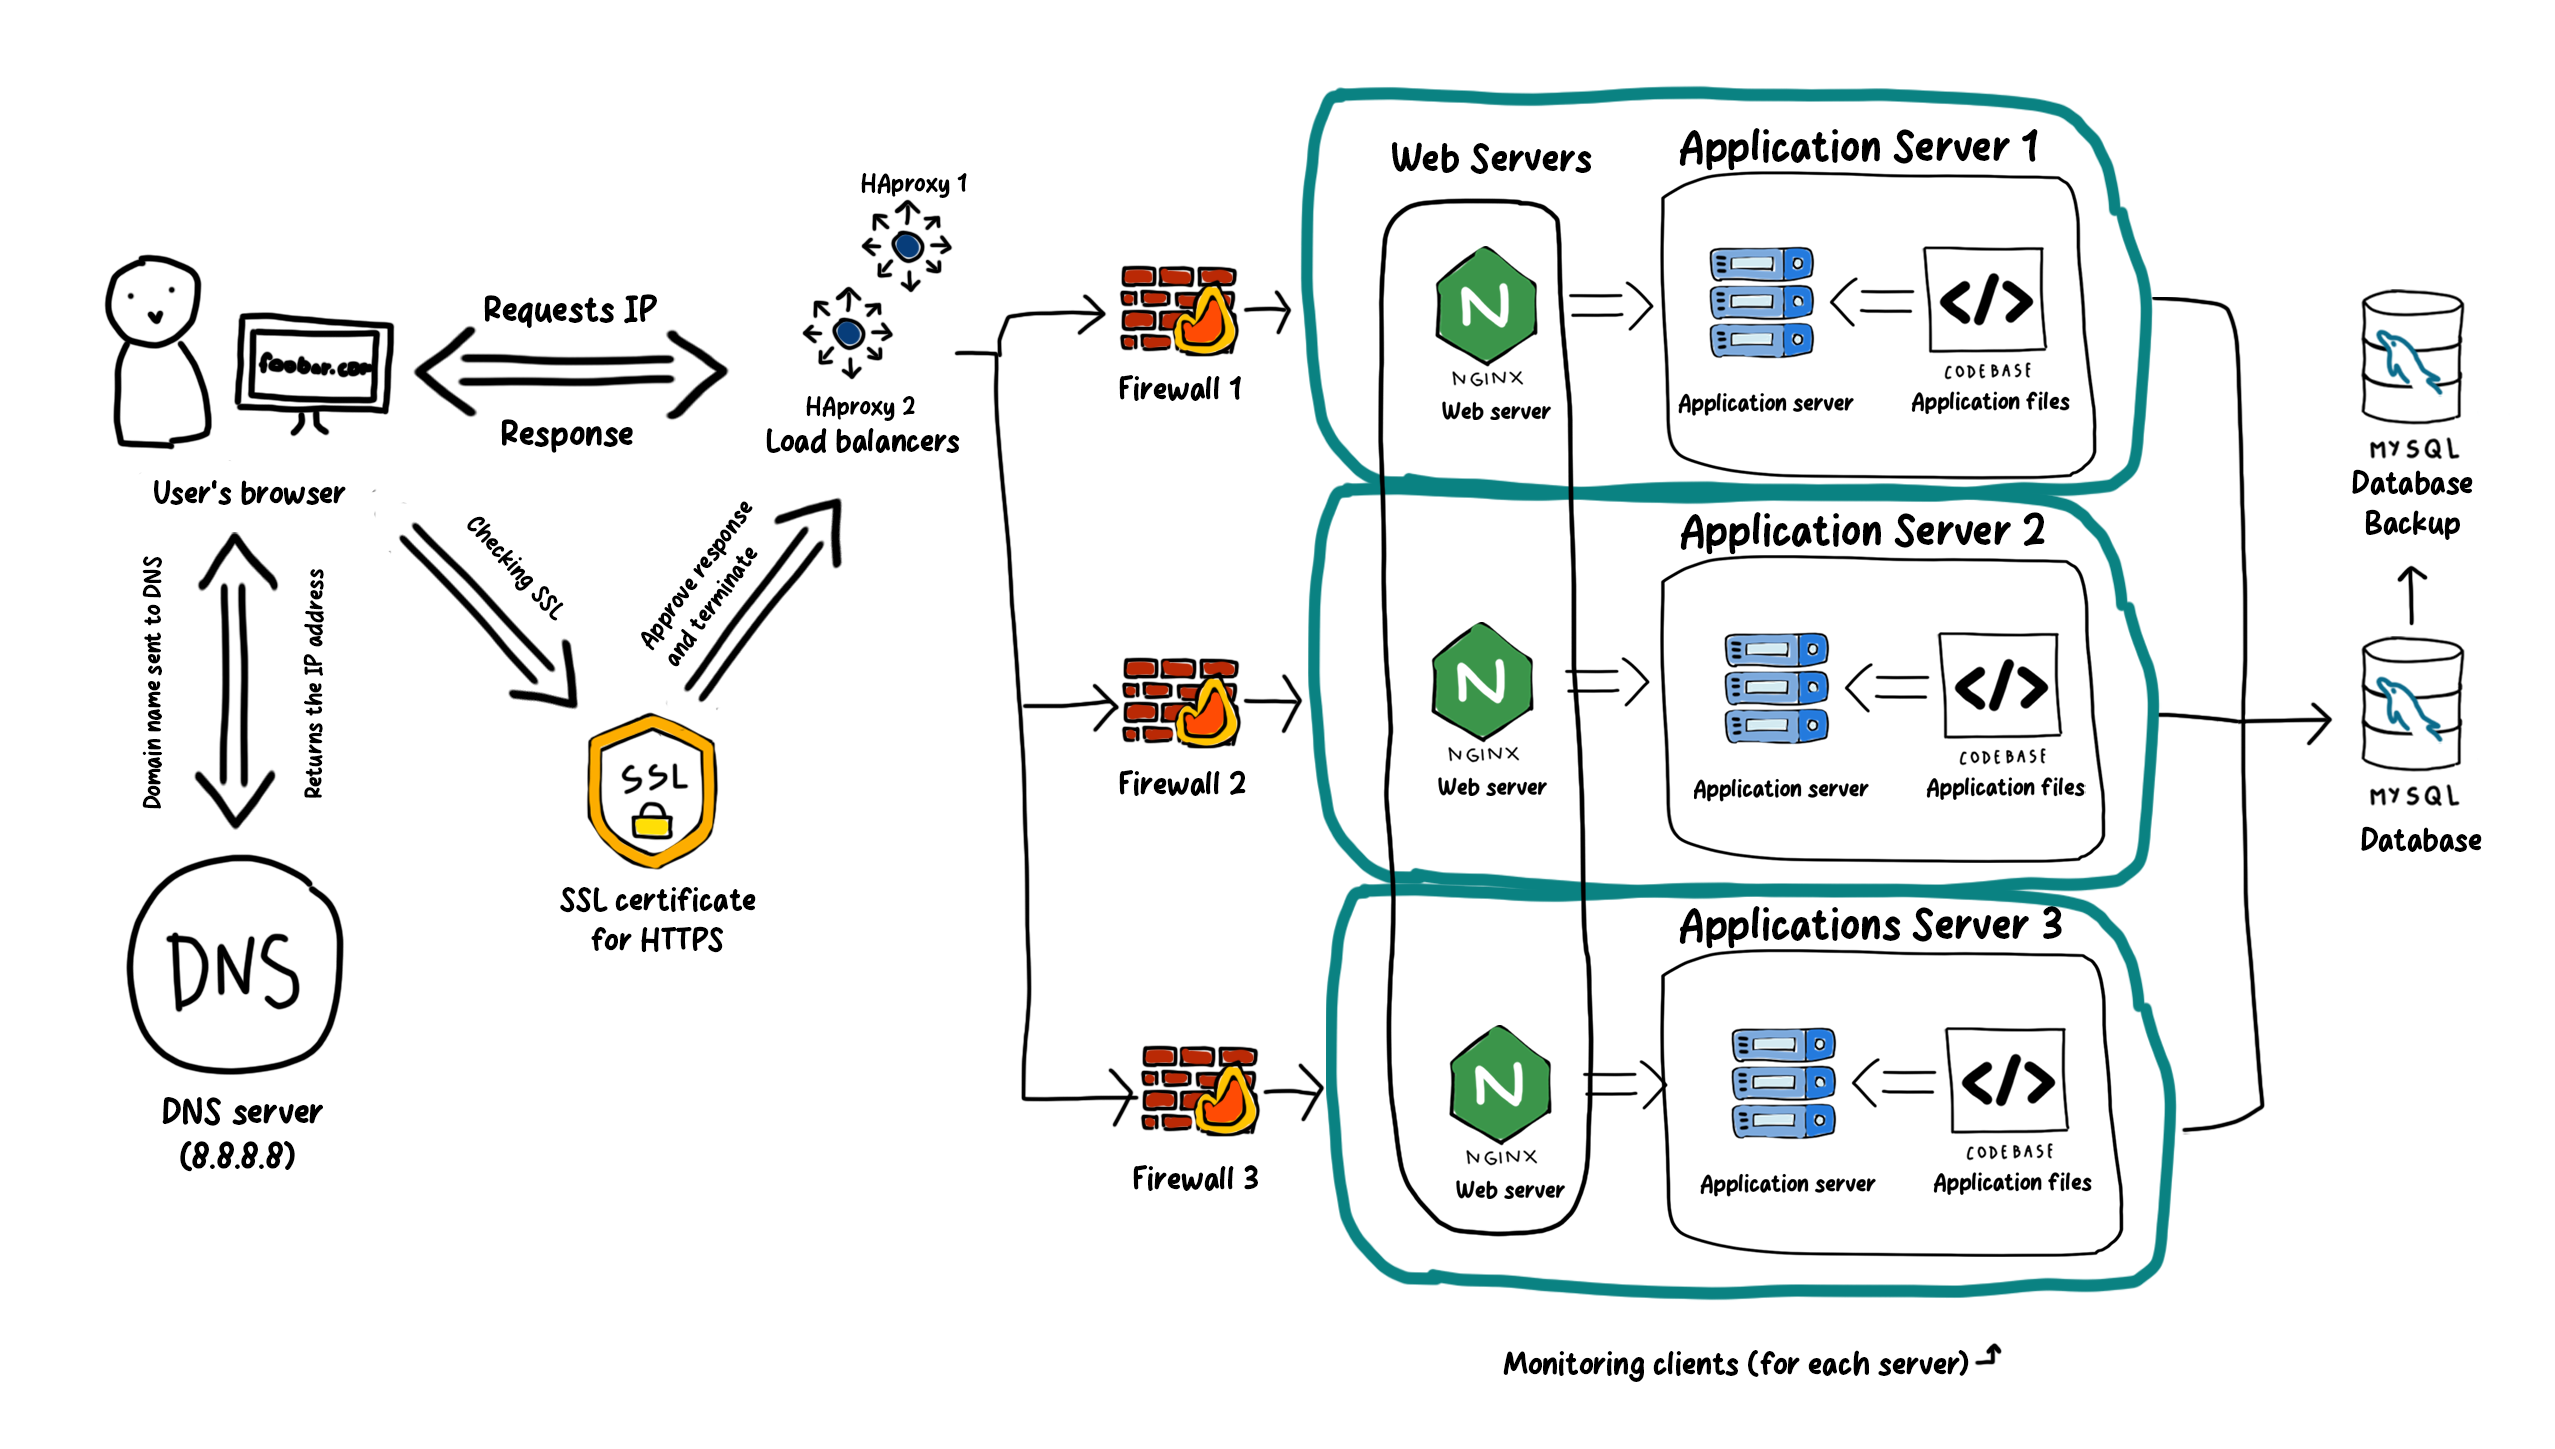 foobar.com
User's browser
Requests IP
Response
Domain name sent to DNS
Returns the IP address
DNS
DNS server
(8.8.8.8)
Checking SSL
SSL
SSL certificate
for HTTPS
Approve response
and terminate
HAproxy 1
HAproxy 2
Load balancers
Firewall 1
Firewall 2
Firewall 3
Web Servers
Application Server 1
N
NGINX
Web server
Application server
</>
CODEBASE
Application files
Application Server 2
N
NGINX
Web server
Application server
</>
CODEBASE
Application files
Applications Server 3
N
NGINX
Web server
Application server
</>
CODEBASE
Application files
Monitoring clients (for each server)
MYSQL
Database
Backup
MYSQL
Database